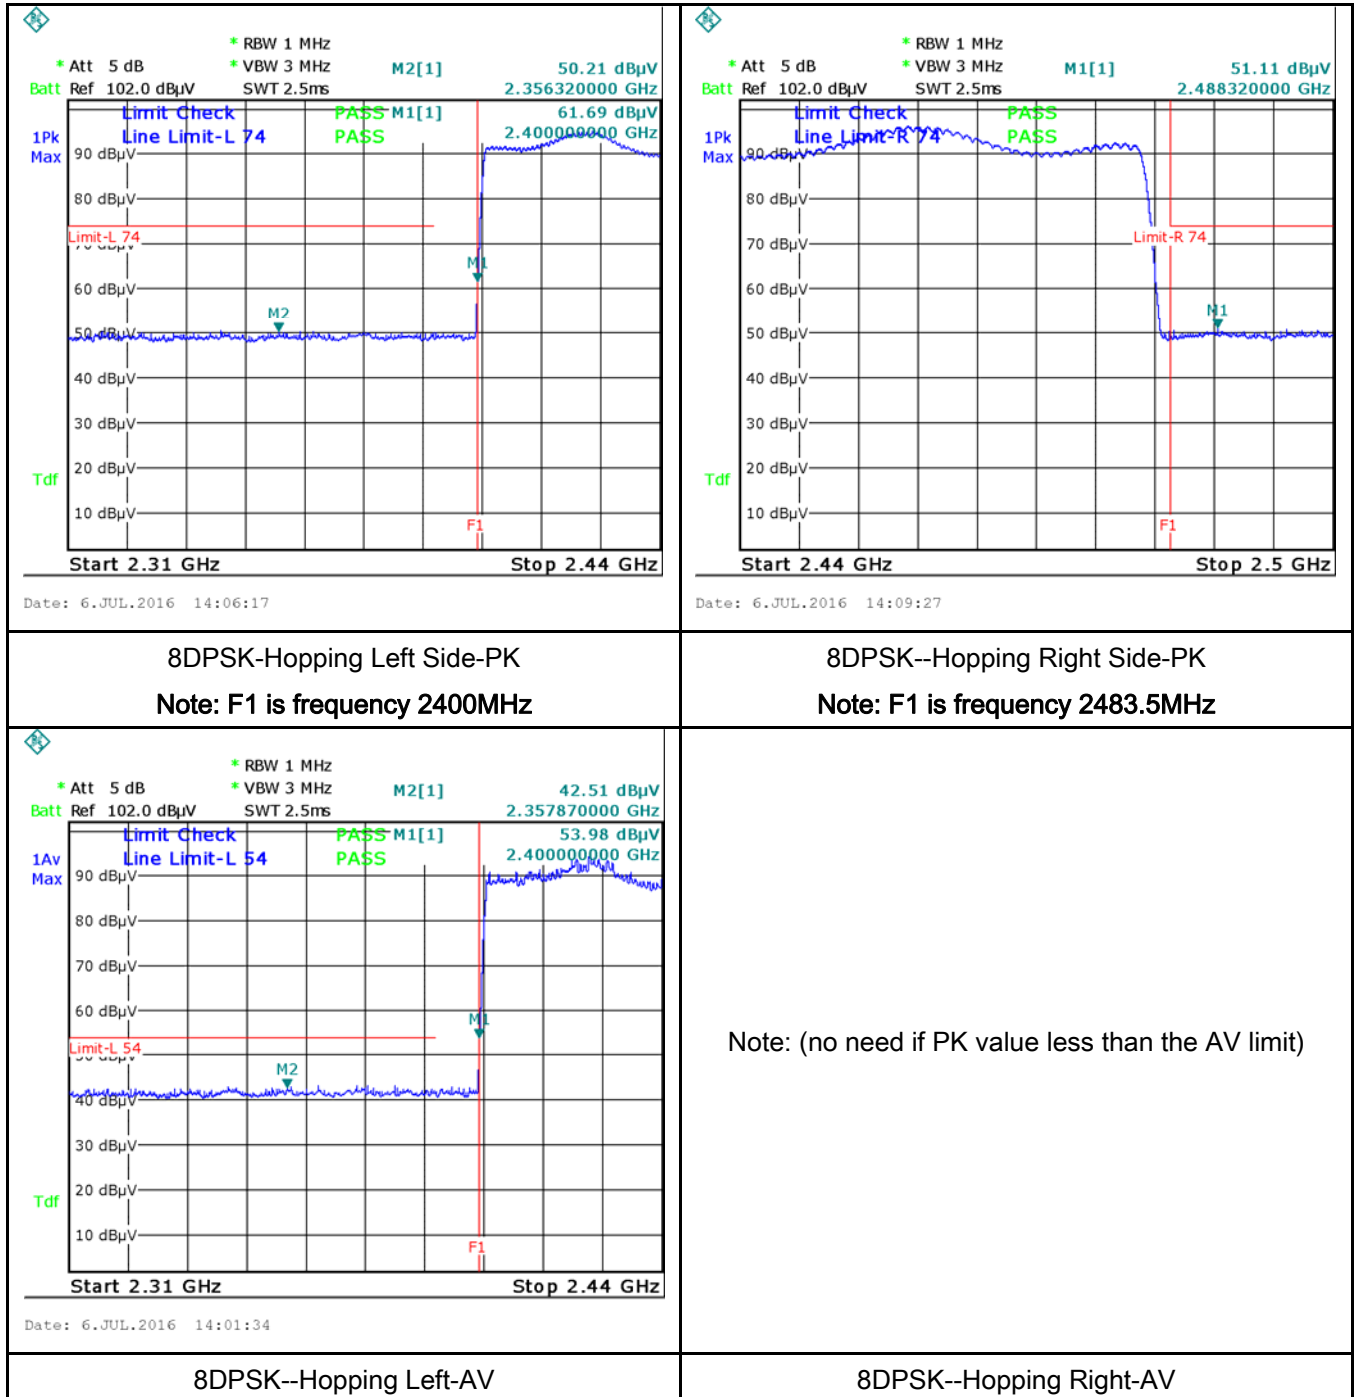 * RBW 1 MHz
* Att 5 dB * VBW 3 MHz M2[1] 50.21 dBµV
Batt Ref 102.0 dBµV SWT 2.5ms 2.356320000 GHz
Limit Check PASS M1[1] 61.69 dBµV
1Pk Line Limit-L 74 PASS 2.400000000 GHz
Max 90 dBµV
80 dBµV
Limit-L 74
70 dBµV
M1
60 dBµV
M2
50 dBµV
40 dBµV
30 dBµV
20 dBµV
Tdf
10 dBµV
F1
Start 2.31 GHz Stop 2.44 GHz
Date: 6.JUL.2016 14:06:17
* RBW 1 MHz
* Att 5 dB * VBW 3 MHz M1[1] 51.11 dBµV
Batt Ref 102.0 dBµV SWT 2.5ms 2.488320000 GHz
Limit Check PASS
1Pk Line Limit-R 74 PASS
Max 90 dBµV
80 dBµV
Limit-R 74
70 dBµV
60 dBµV
M1
50 dBµV
40 dBµV
30 dBµV
20 dBµV
Tdf
10 dBµV
F1
Start 2.44 GHz Stop 2.5 GHz
Date: 6.JUL.2016 14:09:27
8DPSK-Hopping Left Side-PK
Note: F1 is frequency 2400MHz
8DPSK--Hopping Right Side-PK
Note: F1 is frequency 2483.5MHz
* RBW 1 MHz
* Att 5 dB * VBW 3 MHz M2[1] 42.51 dBµV
Batt Ref 102.0 dBµV SWT 2.5ms 2.357870000 GHz
Limit Check PASS M1[1] 53.98 dBµV
1Av Line Limit-L 54 PASS 2.400000000 GHz
Max 90 dBµV
80 dBµV
70 dBµV
60 dBµV
M1
Limit-L 54
50 dBµV
M2
40 dBµV
30 dBµV
20 dBµV
Tdf
10 dBµV
F1
Start 2.31 GHz Stop 2.44 GHz
Date: 6.JUL.2016 14:01:34
Note: (no need if PK value less than the AV limit)
8DPSK--Hopping Left-AV
8DPSK--Hopping Right-AV